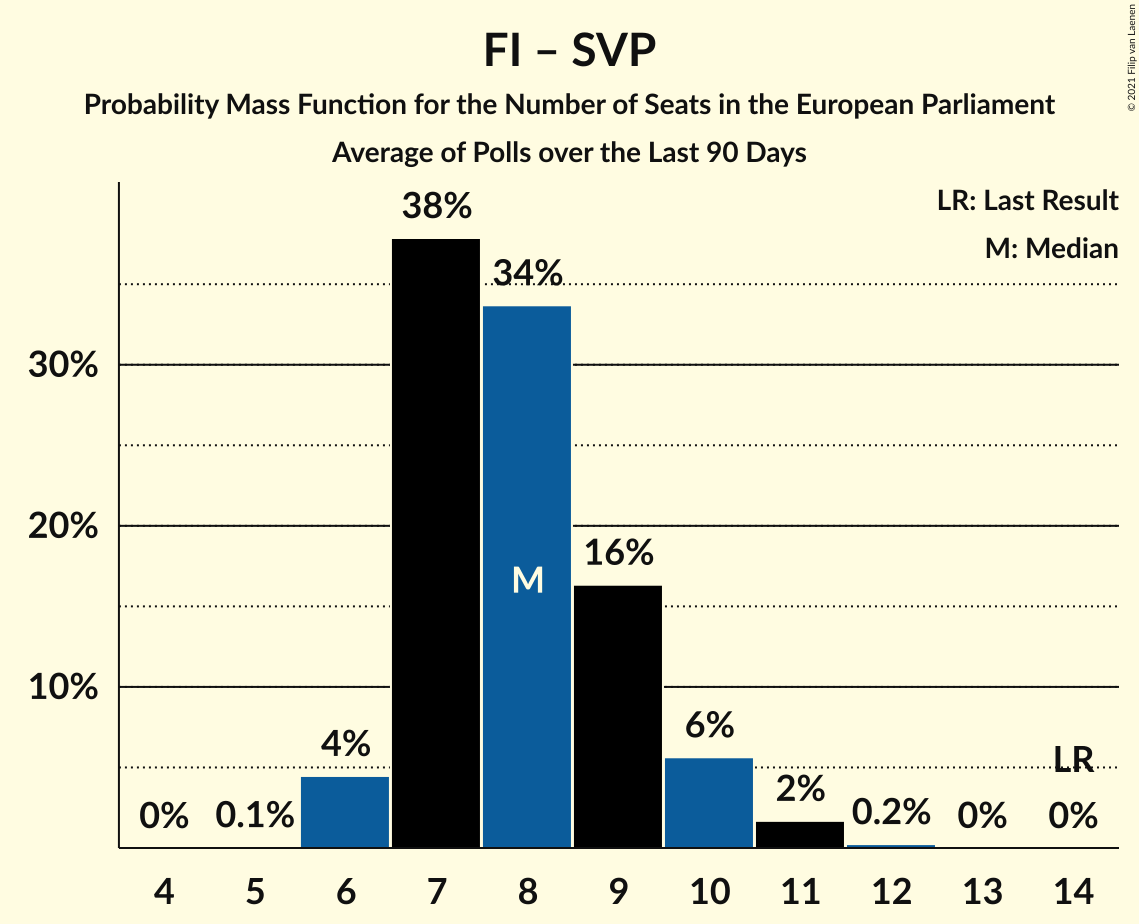 FI – SVP
Probability Mass Function for the Number of Seats in the European Parliament
Average of Polls over the Last 90 Days
© 2021 Filip van Laenen
LR: Last Result
M: Median
38%
34%
30%
20%
16%
M
10%
6%
4%
LR
2%
0% 0.1% 0.2% 0% 0%
4 5 6 7 8 9 10 11 12 13 14